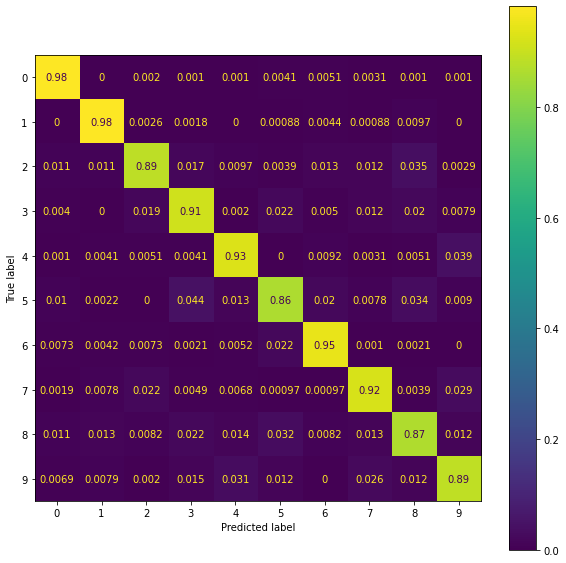 0 0.98 0 0.002 0.001 0.001 0.0041 0.0051 0.0031 0.001 0.001
1 0 0.98 0.0026 0.0018 0 0.00088 0.0044 0.00088 0.0097 0
2 0.011 0.011 0.89 0.017 0.0097 0.0039 0.013 0.012 0.035 0.0029
3 0.004 0 0.019 0.91 0.002 0.022 0.005 0.012 0.02 0.0079
4 0.001 0.0041 0.0051 0.0041 0.93 0 0.0092 0.0031 0.0051 0.039
5 0.01 0.0022 0 0.044 0.013 0.86 0.02 0.0078 0.034 0.009
6 0.0073 0.0042 0.0073 0.0021 0.0052 0.022 0.95 0.001 0.0021 0
7 0.0019 0.0078 0.022 0.0049 0.0068 0.00097 0.00097 0.92 0.0039 0.029
8 0.011 0.013 0.0082 0.022 0.014 0.032 0.0082 0.013 0.87 0.012
9 0.0069 0.0079 0.002 0.015 0.031 0.012 0 0.026 0.012 0.89
0 1 2 3 4 5 6 7 8 9
Predicted label
True label
0.8
0.6
0.4
0.2
0.0